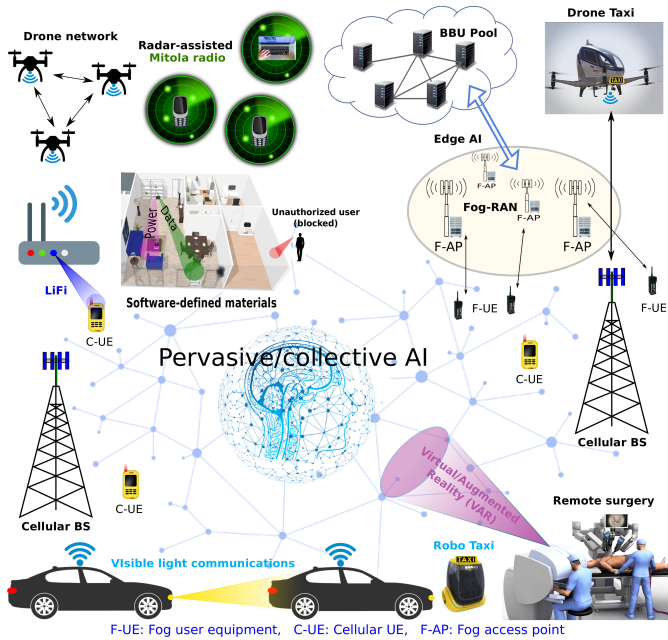 Drone network
Radar-assisted
Mitola radio
BBU Pool
Drone Taxi
TAXI
Edge AI
F-AP
F-AP
Fog-RAN
F-AP
F-AP
Power
Data
Unauthorized user
(blocked)
Software-defined materials
LiFi
C-UE
F-UE
F-UE
C-UE
Pervasive/collective AI
Cellular BS
Virtual/Augmented
Reality (VAR)
C-UE
Cellular BS
Remote surgery
VIsible light communications
Robo Taxi
TAXI
F-UE: Fog user equipment, C-UE: Cellular UE, F-AP: Fog access point